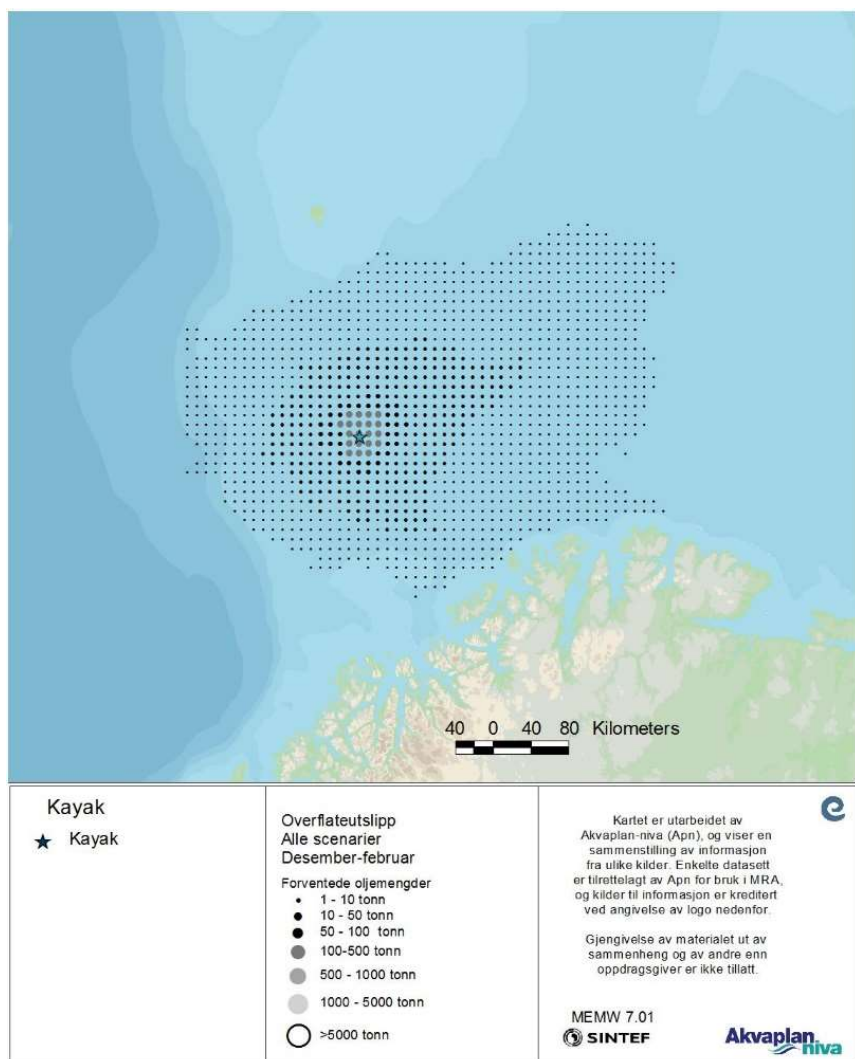 40 0 40 80 Kilometers
Kayak
Kayak
Overflateutslipp
Alle scenarier
Desember-februar
Forventede oljemengder
1 - 10 tonn
10 - 50 tonn
50 - 100 tonn
100-500 tonn
500 - 1000 tonn
1000 - 5000 tonn
>5000 tonn
Kartet er utarbeidet av
Akvaplan-niva (Apn), og viser en
sammenstilling av informasjon
fra ulike kilder. Enkelte datasett
er tilrettelagt av Apn for bruk i MRA,
og kilder til informasjon er kreditert
ved angivelse av logo nedenfor.
Gjengivelse av materialet ut av
sammenheng og av andre enn
oppdragsgiver er ikke tillatt.
MEMW 7.01
SINTEF
Akvaplan
niva